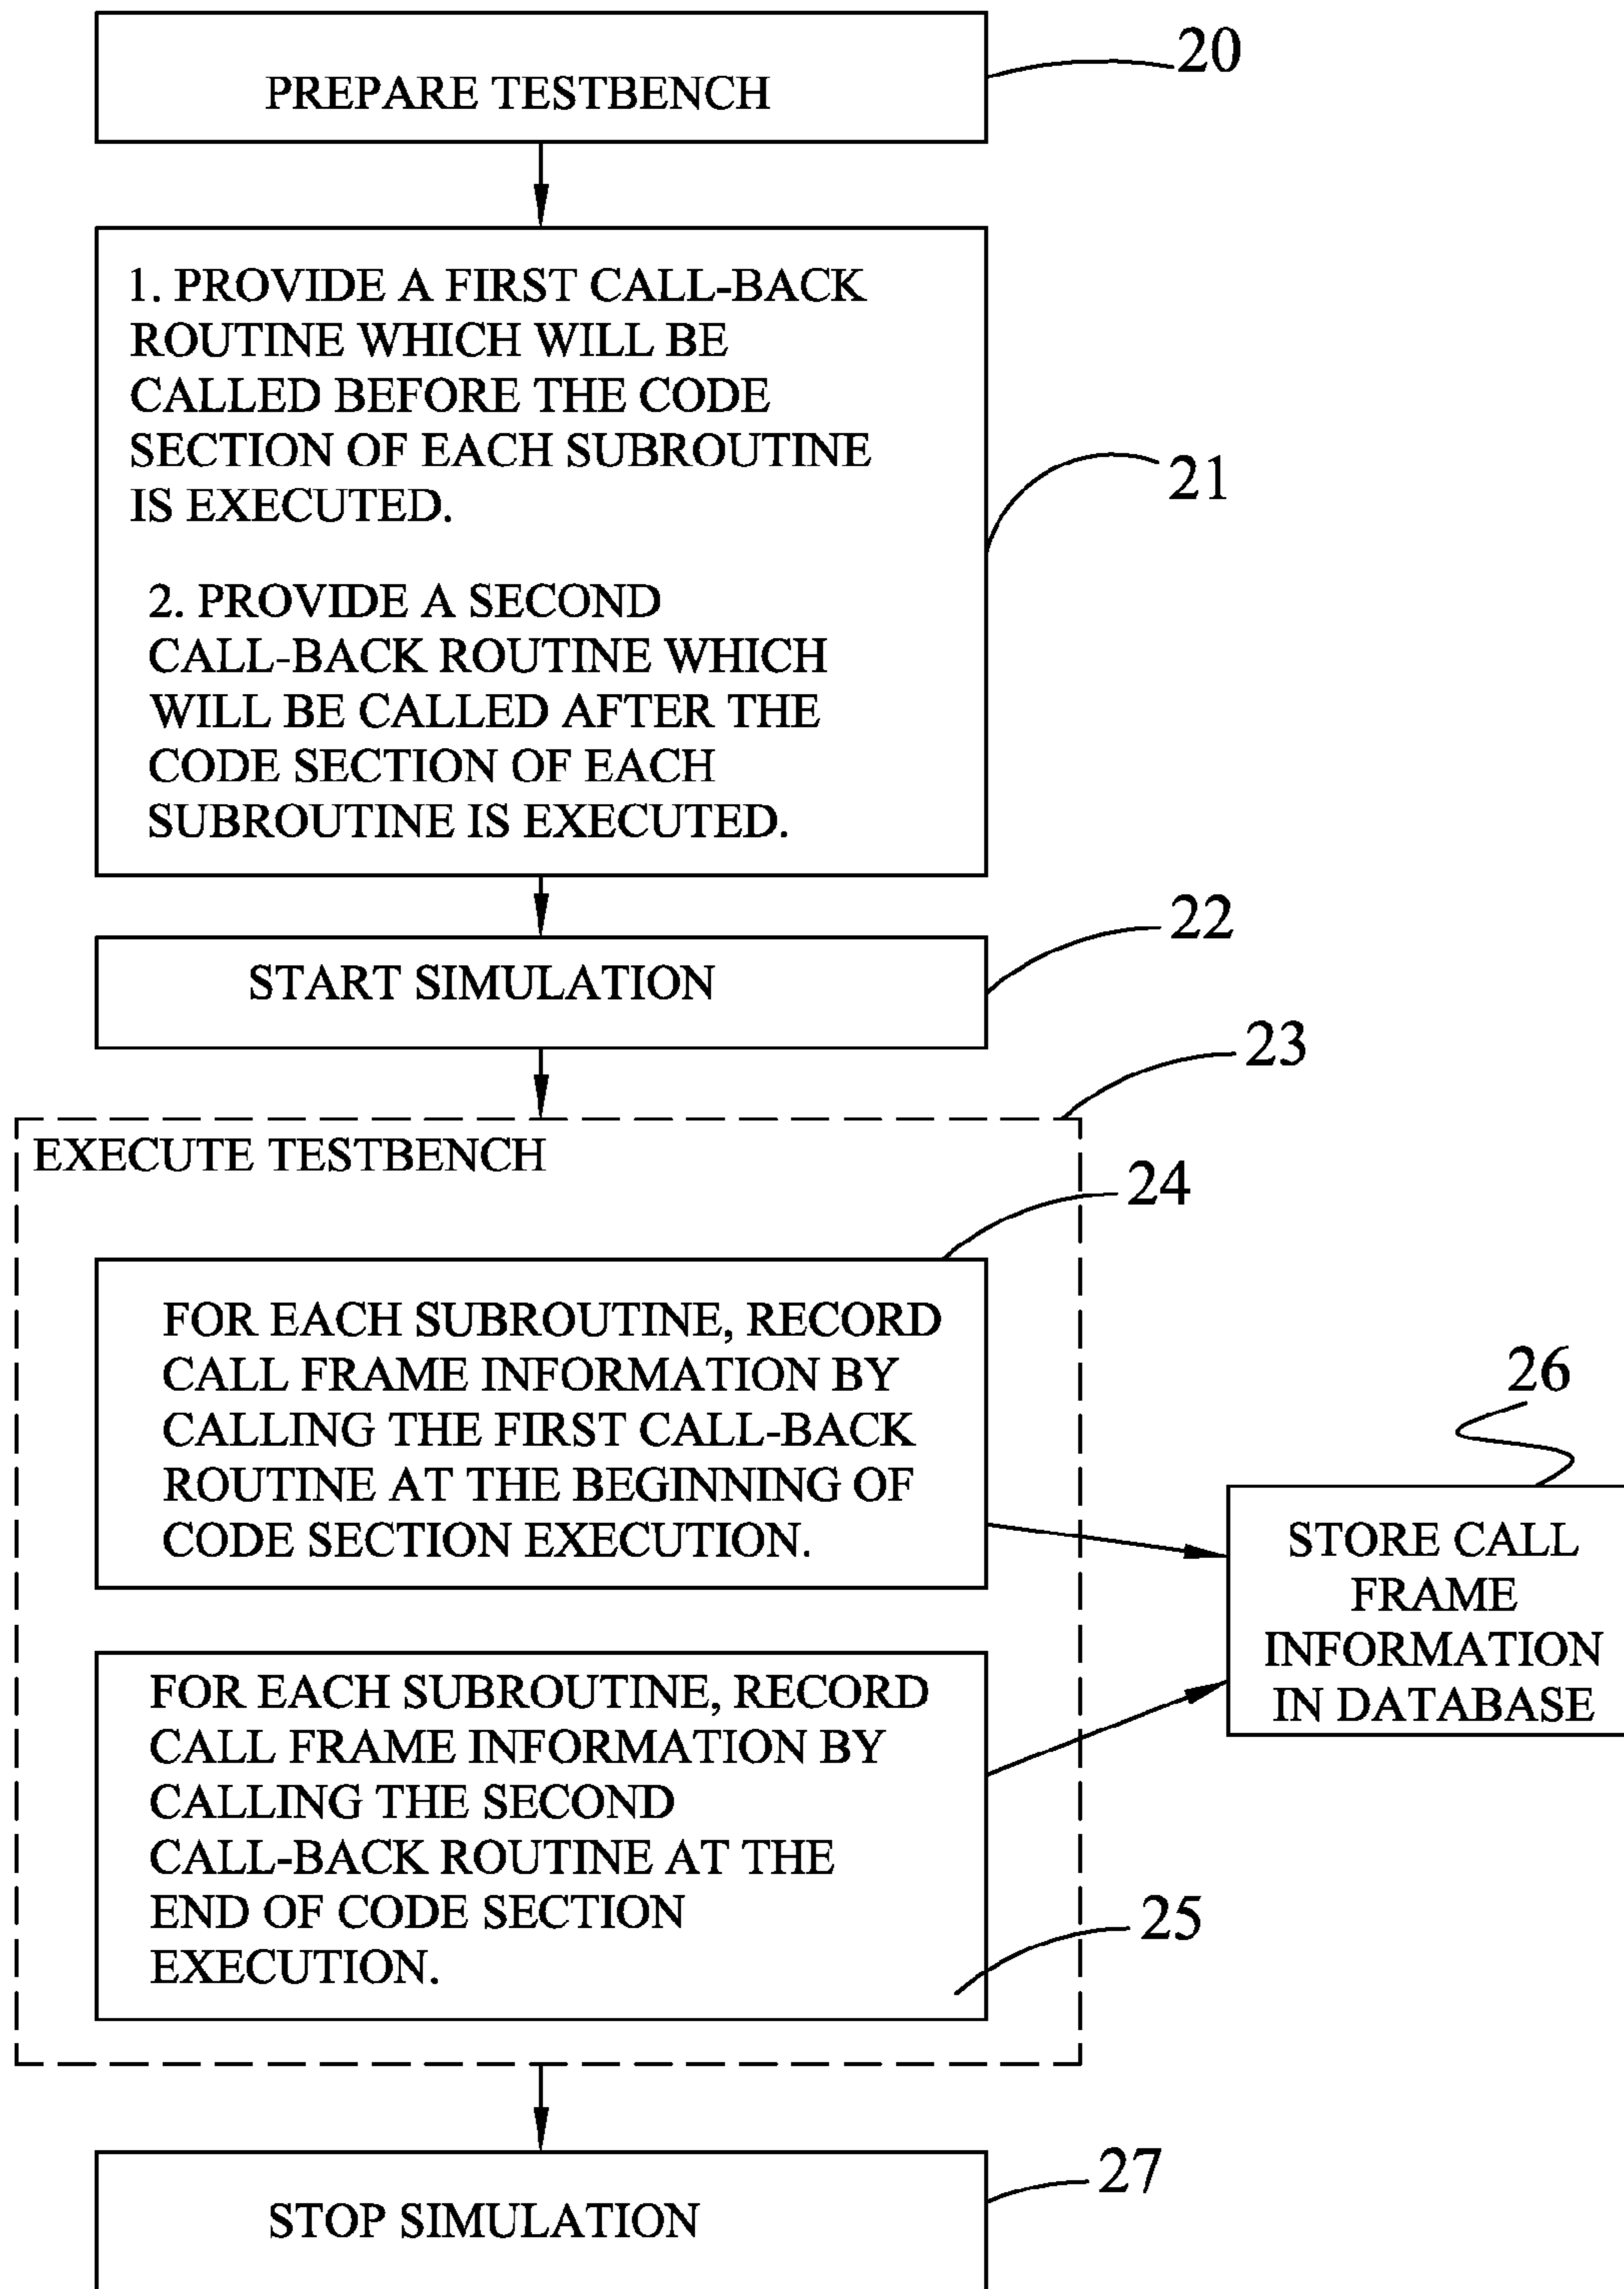 PREPARE TESTBENCH
20
1. PROVIDE A FIRST CALL-BACK
ROUTINE WHICH WILL BE
CALLED BEFORE THE CODE
SECTION OF EACH SUBROUTINE
IS EXECUTED.
2. PROVIDE A SECOND
CALL-BACK ROUTINE WHICH
WILL BE CALLED AFTER THE
CODE SECTION OF EACH
SUBROUTINE IS EXECUTED.
21
START SIMULATION
22
23
EXECUTE TESTBENCH
24
FOR EACH SUBROUTINE, RECORD
CALL FRAME INFORMATION BY
CALLING THE FIRST CALL-BACK
ROUTINE AT THE BEGINNING OF
CODE SECTION EXECUTION.
26
STORE CALL
FRAME
INFORMATION
IN DATABASE
FOR EACH SUBROUTINE, RECORD
CALL FRAME INFORMATION BY
CALLING THE SECOND
CALL-BACK ROUTINE AT THE
END OF CODE SECTION
EXECUTION.
25
STOP SIMULATION
27